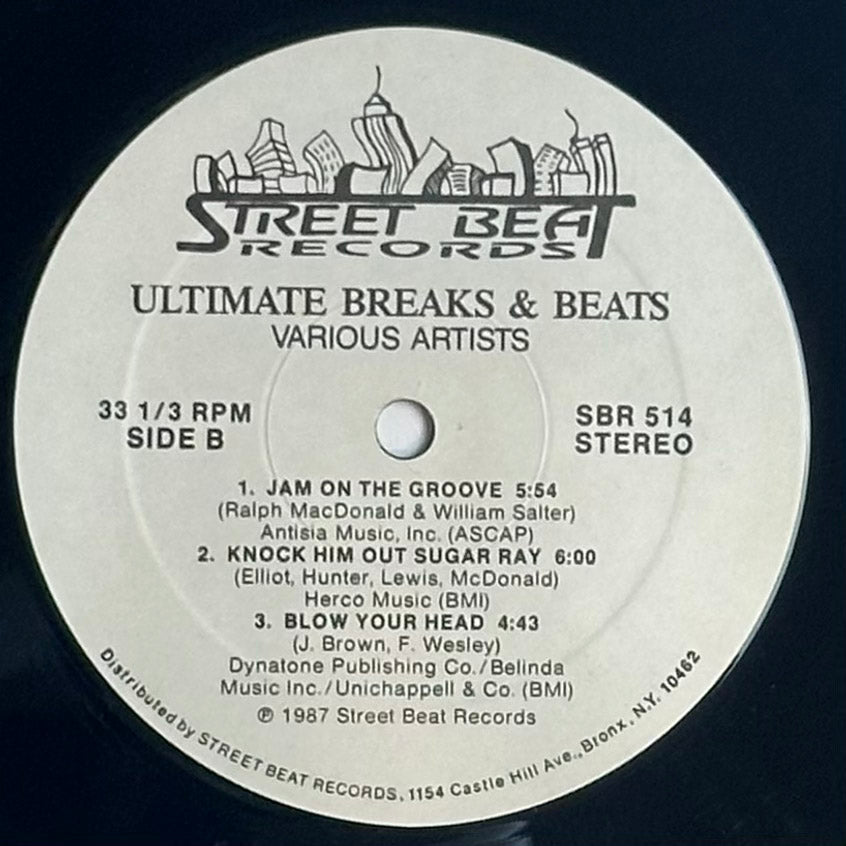 STREET BEAT
RECORDS
ULTIMATE BREAKS & BEATS
VARIOUS ARTISTS
33 1/3 RPM
SIDE B
SBR 514
STEREO
1. JAM ON THE GROOVE 5:54
(Ralph MacDonald & William Salter)
Antisia Music, Inc. (ASCAP)
2. KNOCK HIM OUT SUGAR RAY 6:00
(Elliot, Hunter, Lewis, McDonald)
Herco Music (BMI)
3. BLOW YOUR HEAD 4:43
(J. Brown, F. Wesley)
Dynatone Publishing Co./Belinda
Music Inc./Unichappell & Co. (BMI)
℗ 1987 Street Beat Records
Distributed by STREET BEAT RECORDS, 1154 Castle Hill Ave., Bronx, N.Y. 10462